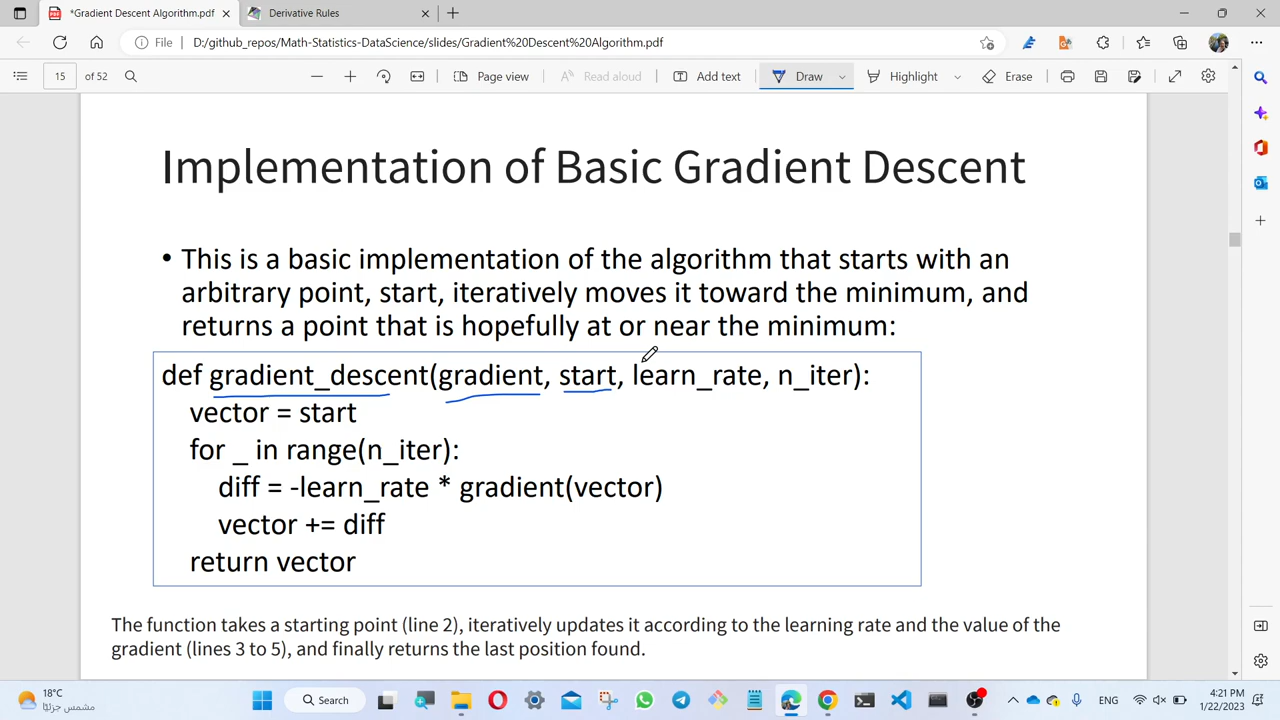 *Gradient Descent Algorithm.pdf
Derivative Rules
File
D:/github_repos/Math-Statistics-DataScience/slides/Gradient%20Descent%20Algorithm.pdf
15 of 52
Page view
Read aloud
Add text
Draw
Highlight
Erase
Implementation of Basic Gradient Descent
• This is a basic implementation of the algorithm that starts with an
arbitrary point, start, iteratively moves it toward the minimum, and
returns a point that is hopefully at or near the minimum:
def gradient_descent(gradient, start, learn_rate, n_iter):
vector = start
for _ in range(n_iter):
diff = -learn_rate * gradient(vector)
vector += diff
return vector
The function takes a starting point (line 2), iteratively updates it according to the learning rate and the value of the
gradient (lines 3 to 5), and finally returns the last position found.
18°C
مشمس جزئيًا
Search
ENG
4:21 PM
1/22/2023